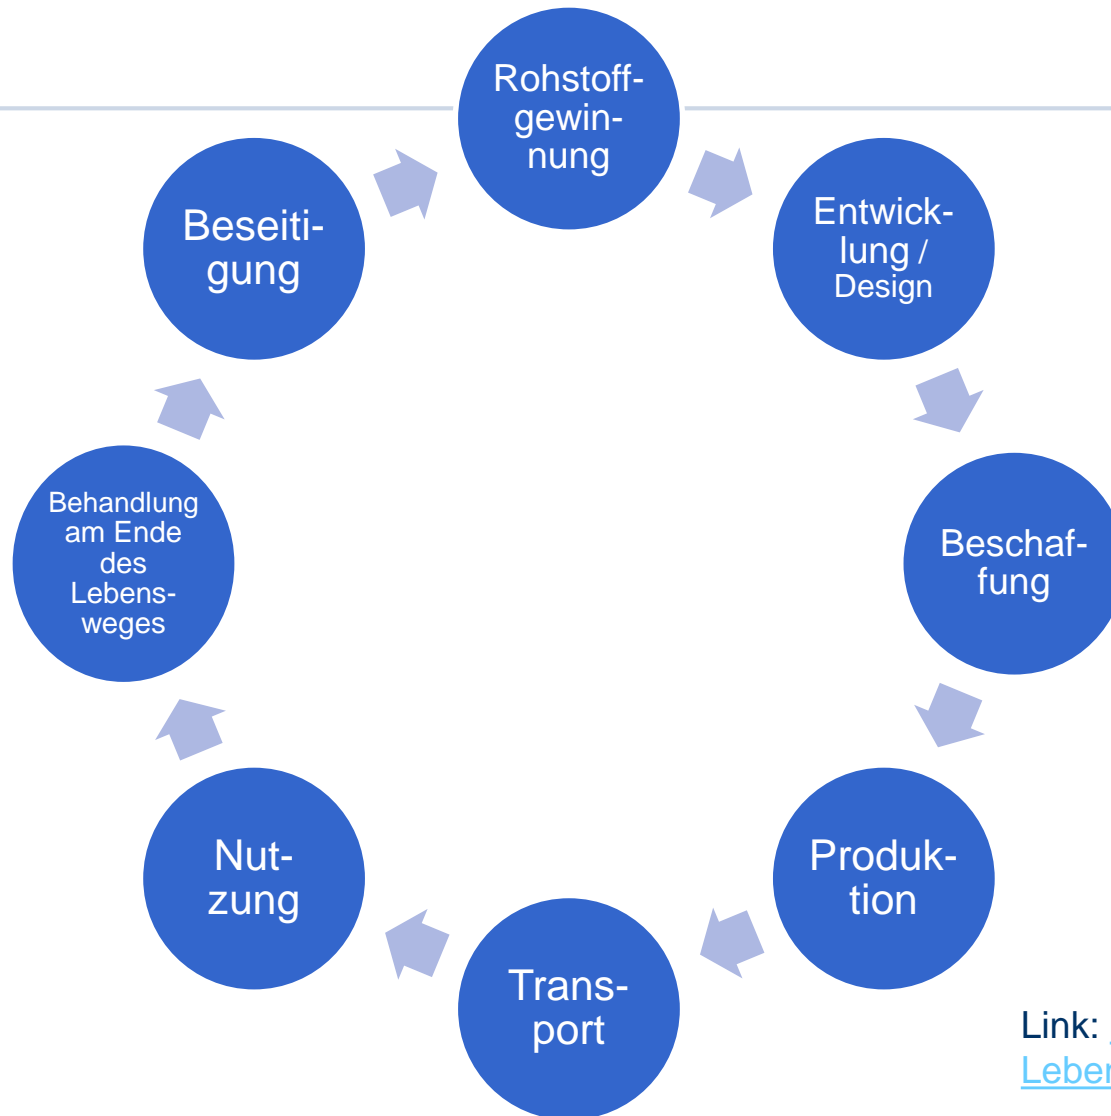 Rohstoff-
gewin-
nung
Entwick-
lung /
Design
Beschaf-
fung
Produk-
tion
Trans-
port
Nut-
zung
Behandlung
am Ende
des
Lebens-
weges
Beseiti-
gung
Link: